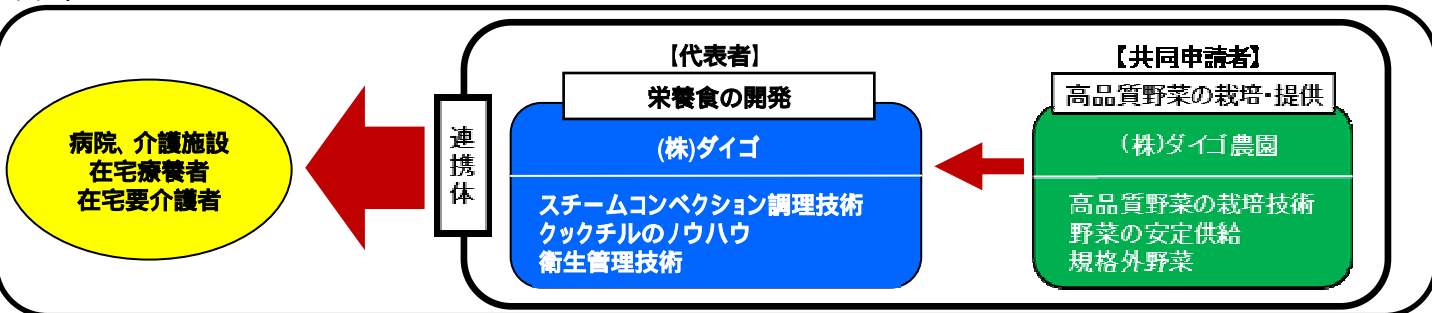 病院、介護施設
在宅療養者
在宅要介護者
連携体
【代表者】
栄養食の開発
(株)ダイゴ
スチームコンベクション調理技術
クックチルのノウハウ
衛生管理技術
【共同申請者】
高品質野菜の栽培・提供
(株)ダイゴ農園
高品質野菜の栽培技術
野菜の安定供給
規格外野菜